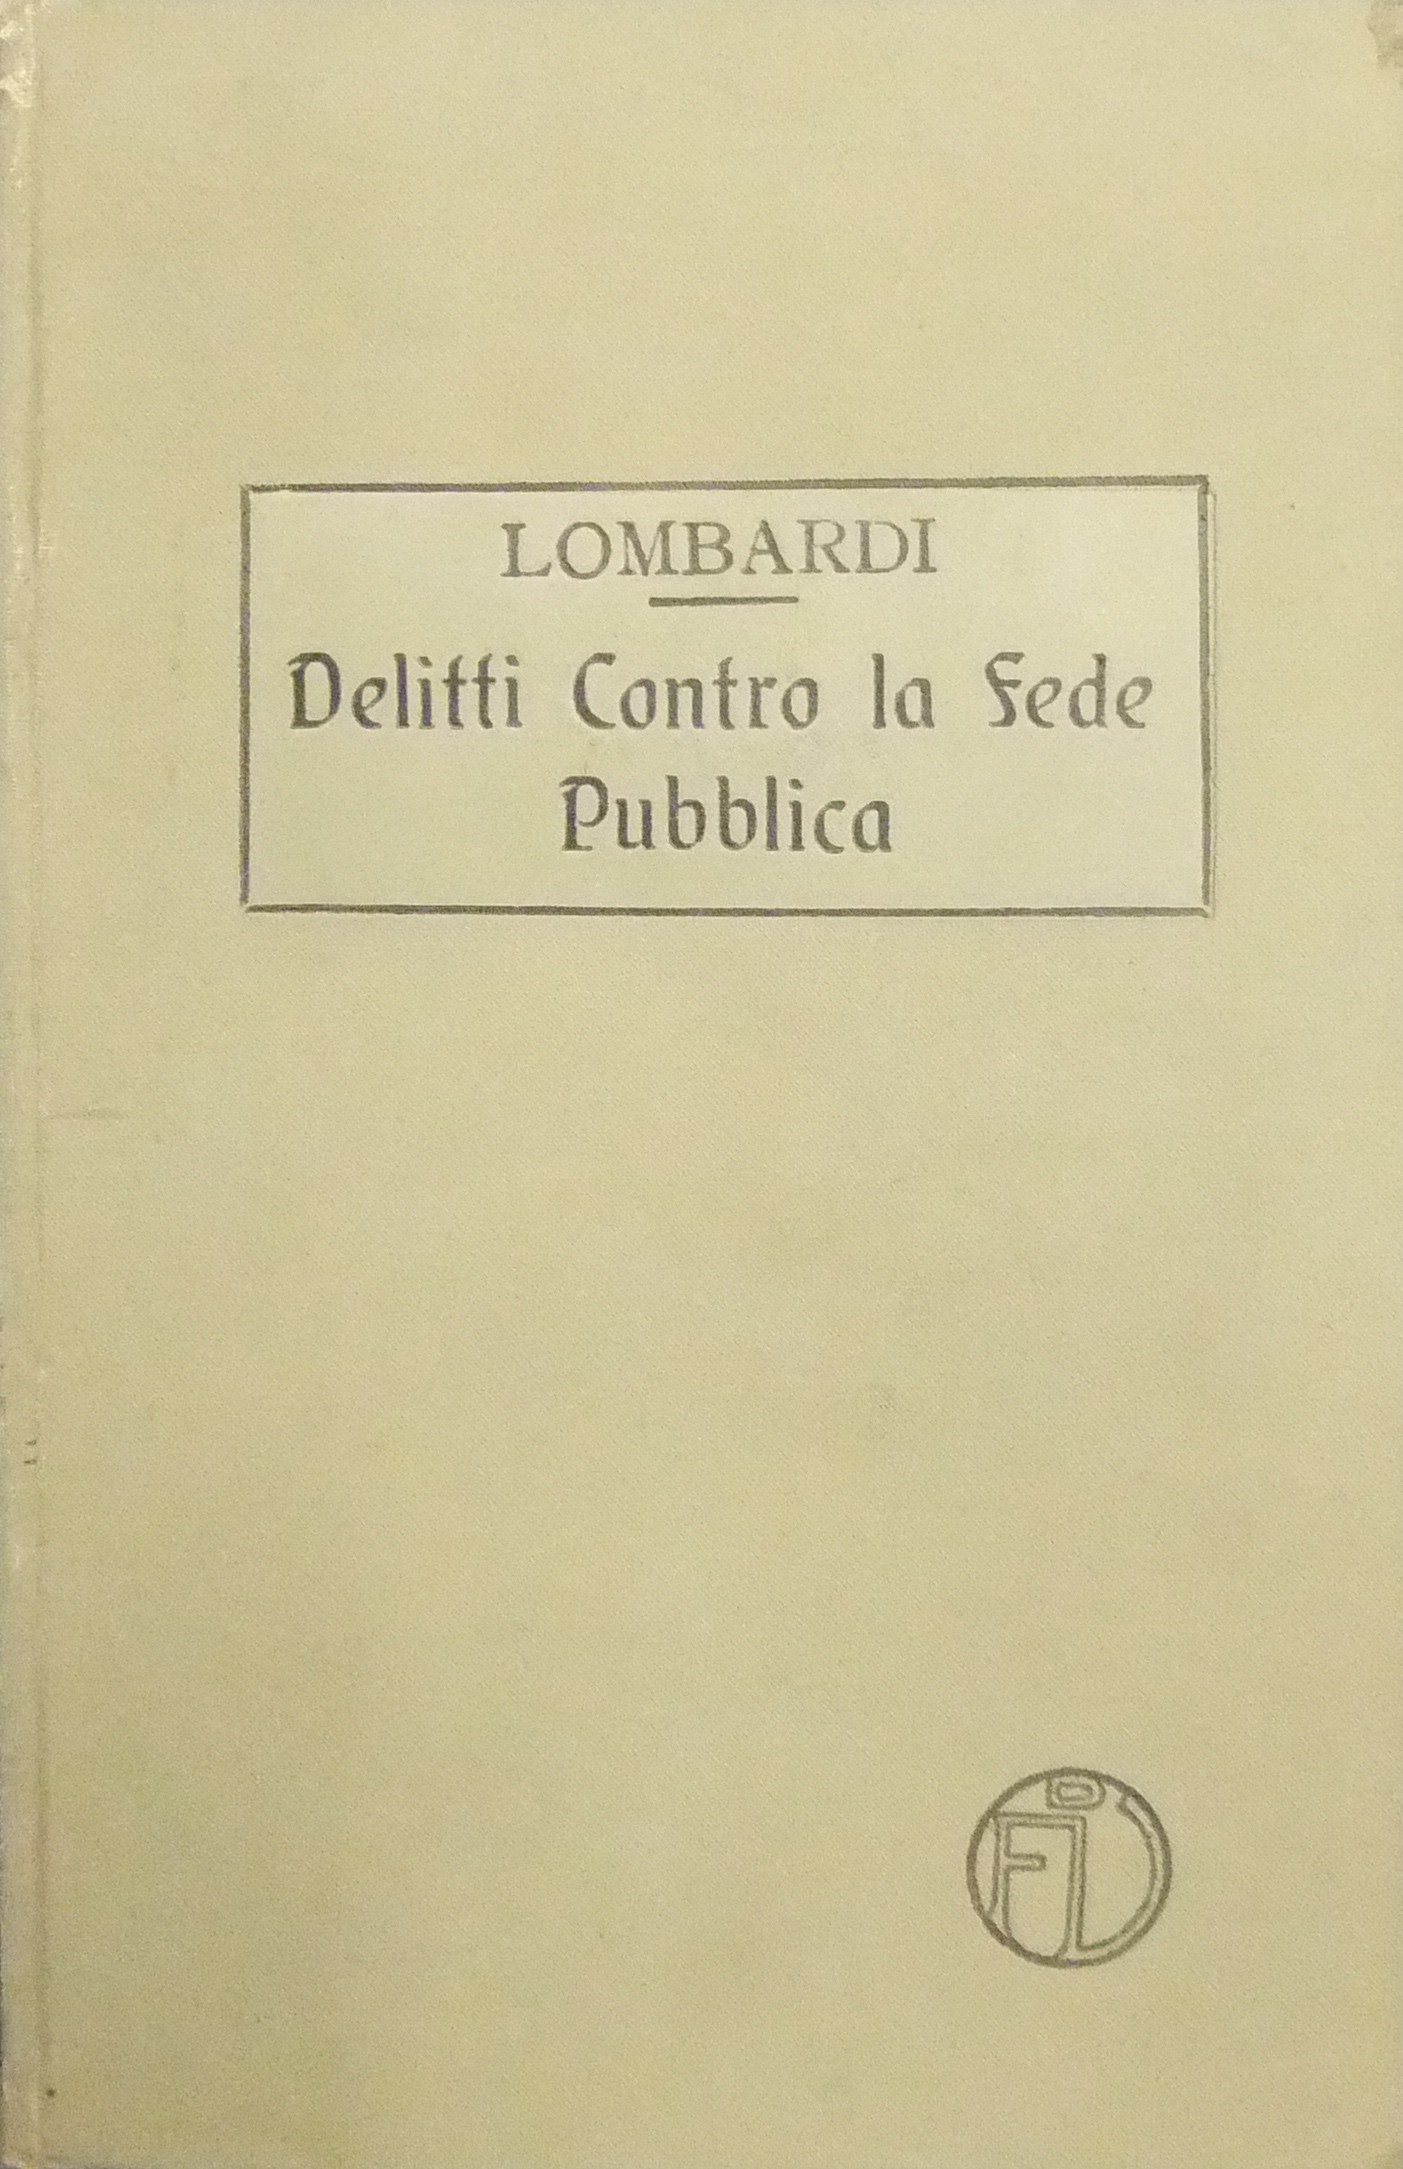 LOMBARDI
Delitti Contro la Fede
Pubblica